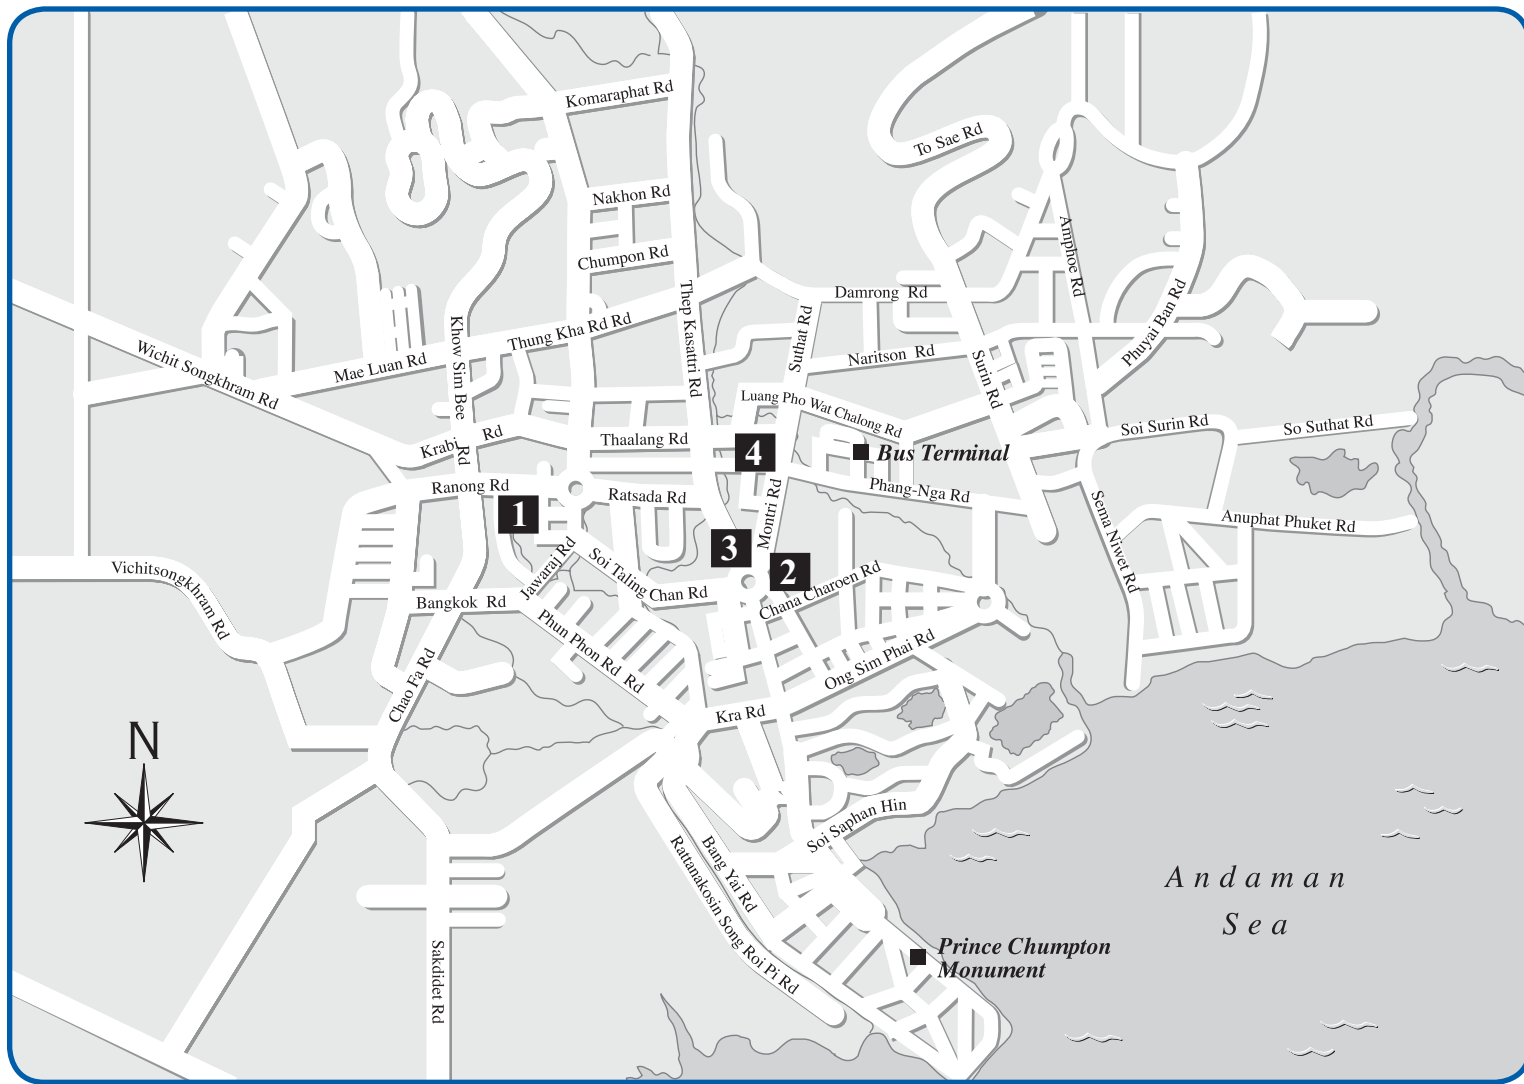 Komaraphat Rd
To Sae Rd
Nakhon Rd
Amphoe Rd
Chumpon Rd
Thep Kasattri Rd
Damrong Rd
Phuyai Ban Rd
Suthat Rd
Thung Kha Rd Rd
Khow Sim Bee Rd
Wichit Songkhram Rd
Mae Luan Rd
Naritson Rd
Surin Rd
Luang Pho Wat Chalong Rd
Soi Surin Rd
So Suthat Rd
Krabi Rd
Thaalang Rd
4
Bus Terminal
Ranong Rd
Ratsada Rd
Montri Rd
Phang-Nga Rd
Sema Niwet Rd
Anuphat Phuket Rd
1
3
2
Jawaraj Rd
Soi Taling Chan Rd
Chana Charoen Rd
Vichitsongkhram Rd
Bangkok Rd
Phun Phon Rd Rd
Ong Sim Phai Rd
Chao Fa Rd
Kra Rd
N
Soi Saphan Hin
Bang Yai Rd
Rattanakosin Song Roi Pi Rd
Andaman
Sea
Sakdidet Rd
Prince Chumpton
Monument